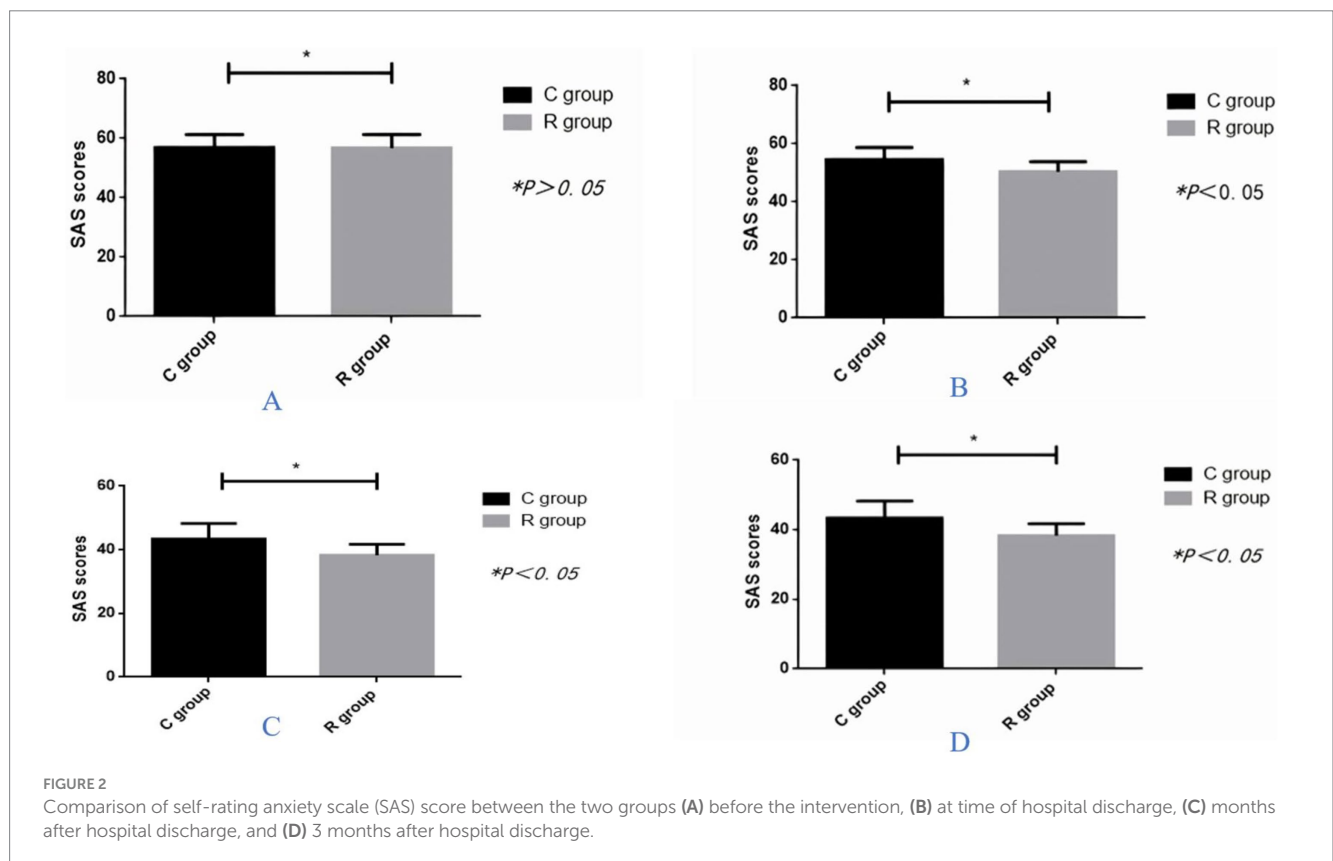 *
80
60
40
20
0
SAS scores
C group
R group
C group
R group
*P>0.05
A
*
80
60
40
20
0
SAS scores
C group
R group
C group
R group
*P<0.05
B
*
60
40
20
0
SAS scores
C group
R group
C group
R group
*P<0.05
C
*
60
40
20
0
SAS scores
C group
R group
C group
R group
*P<0.05
D
FIGURE 2
Comparison of self-rating anxiety scale (SAS) score between the two groups (A) before the intervention, (B) at time of hospital discharge, (C) months
after hospital discharge, and (D) 3 months after hospital discharge.